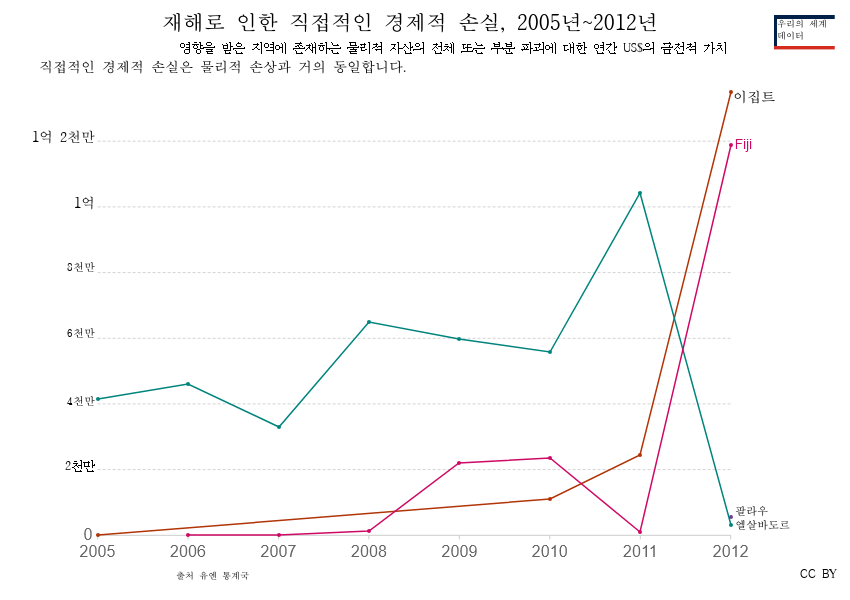 재해로 인한 직접적인 경제적 손실, 2005년~2012년
영향을 받은 지역에 존재하는 물리적 자산의 전체 또는 부분 파괴에 대한 연간 US$의 금전적 가치
직접적인 경제적 손실은 물리적 손상과 거의 동일합니다.
우리의 세계
데이터
이집트
1억 2천만
Fiji
1억
8천만
6천만
4천만
2천만
팔라우
엘살바도르
0
2005 2006 2007 2008 2009 2010 2011 2012
출처 유엔 통계국
CC BY